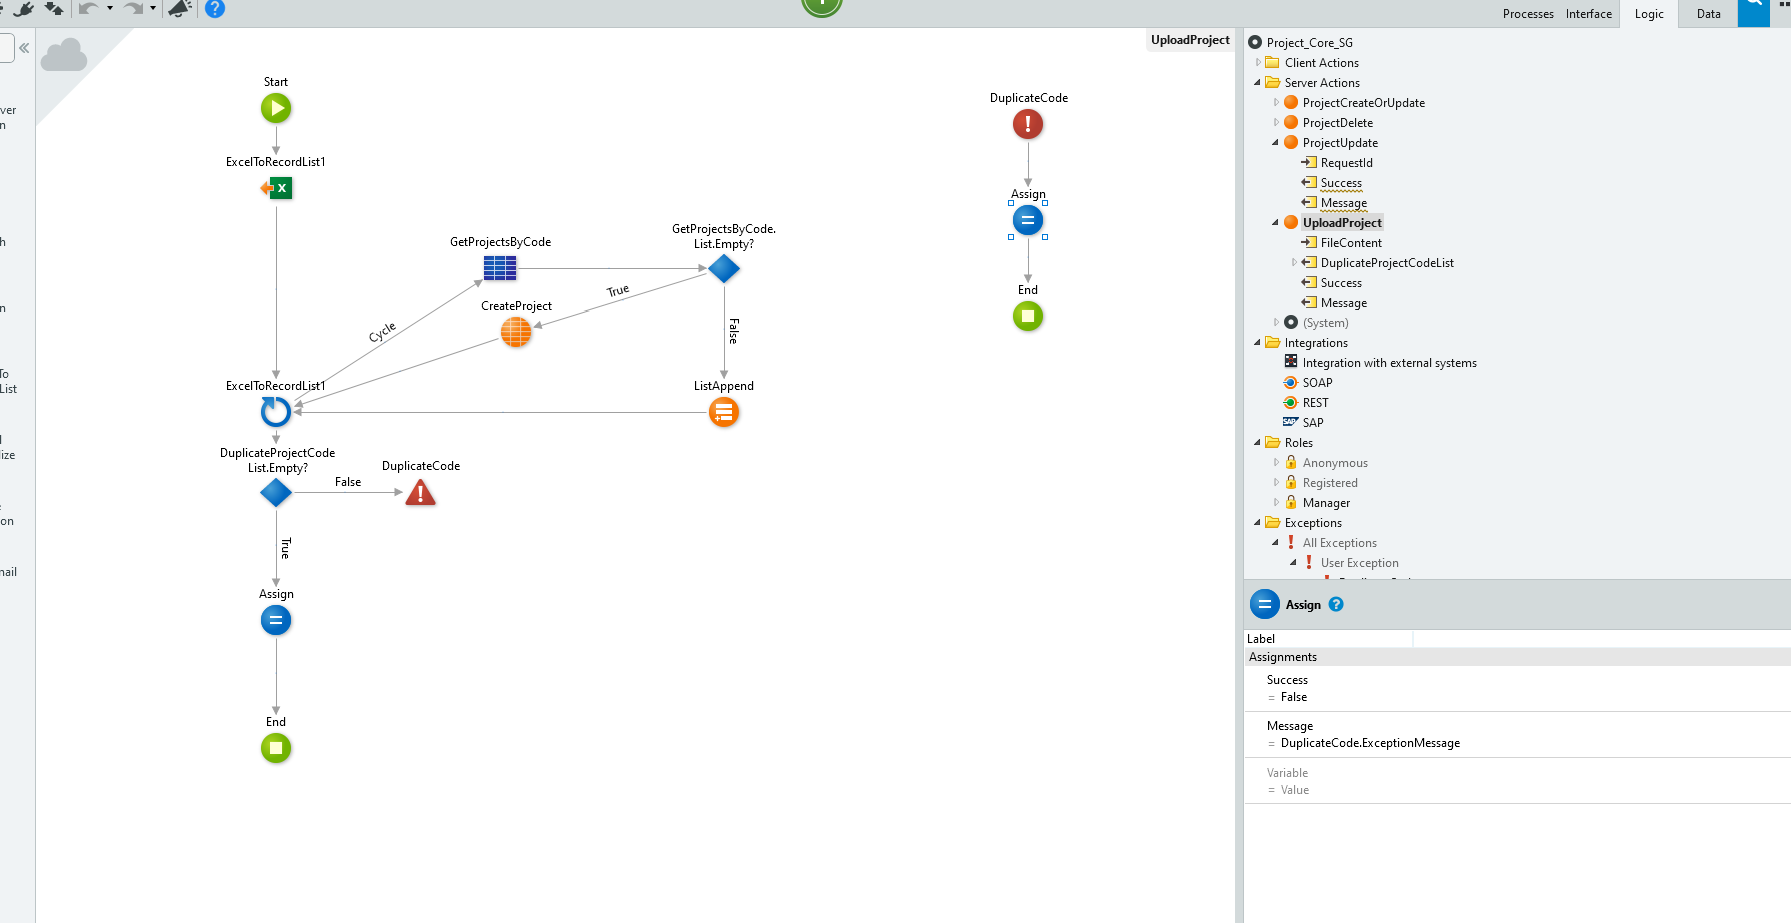 Processes
Interface
Logic
Data
UploadProject
ver
n
h
n
To
List
l
ize
on
nail
Start
ExcelToRecordList1
GetProjectsByCode
GetProjectsByCode.
List.Empty?
True
False
CreateProject
Cycle
ExcelToRecordList1
ListAppend
DuplicateProjectCode
List.Empty?
False
DuplicateCode
True
Assign
End
DuplicateCode
Assign
End
Project_Core_SG
Client Actions
Server Actions
ProjectCreateOrUpdate
ProjectDelete
ProjectUpdate
RequestId
Success
Message
UploadProject
FileContent
DuplicateProjectCodeList
Success
Message
(System)
Integrations
Integration with external systems
SOAP
REST
SAP
SAP
Roles
Anonymous
Registered
Manager
Exceptions
All Exceptions
User Exception
Assign
Label
Assignments
Success
= False
Message
= DuplicateCode.ExceptionMessage
Variable
= Value